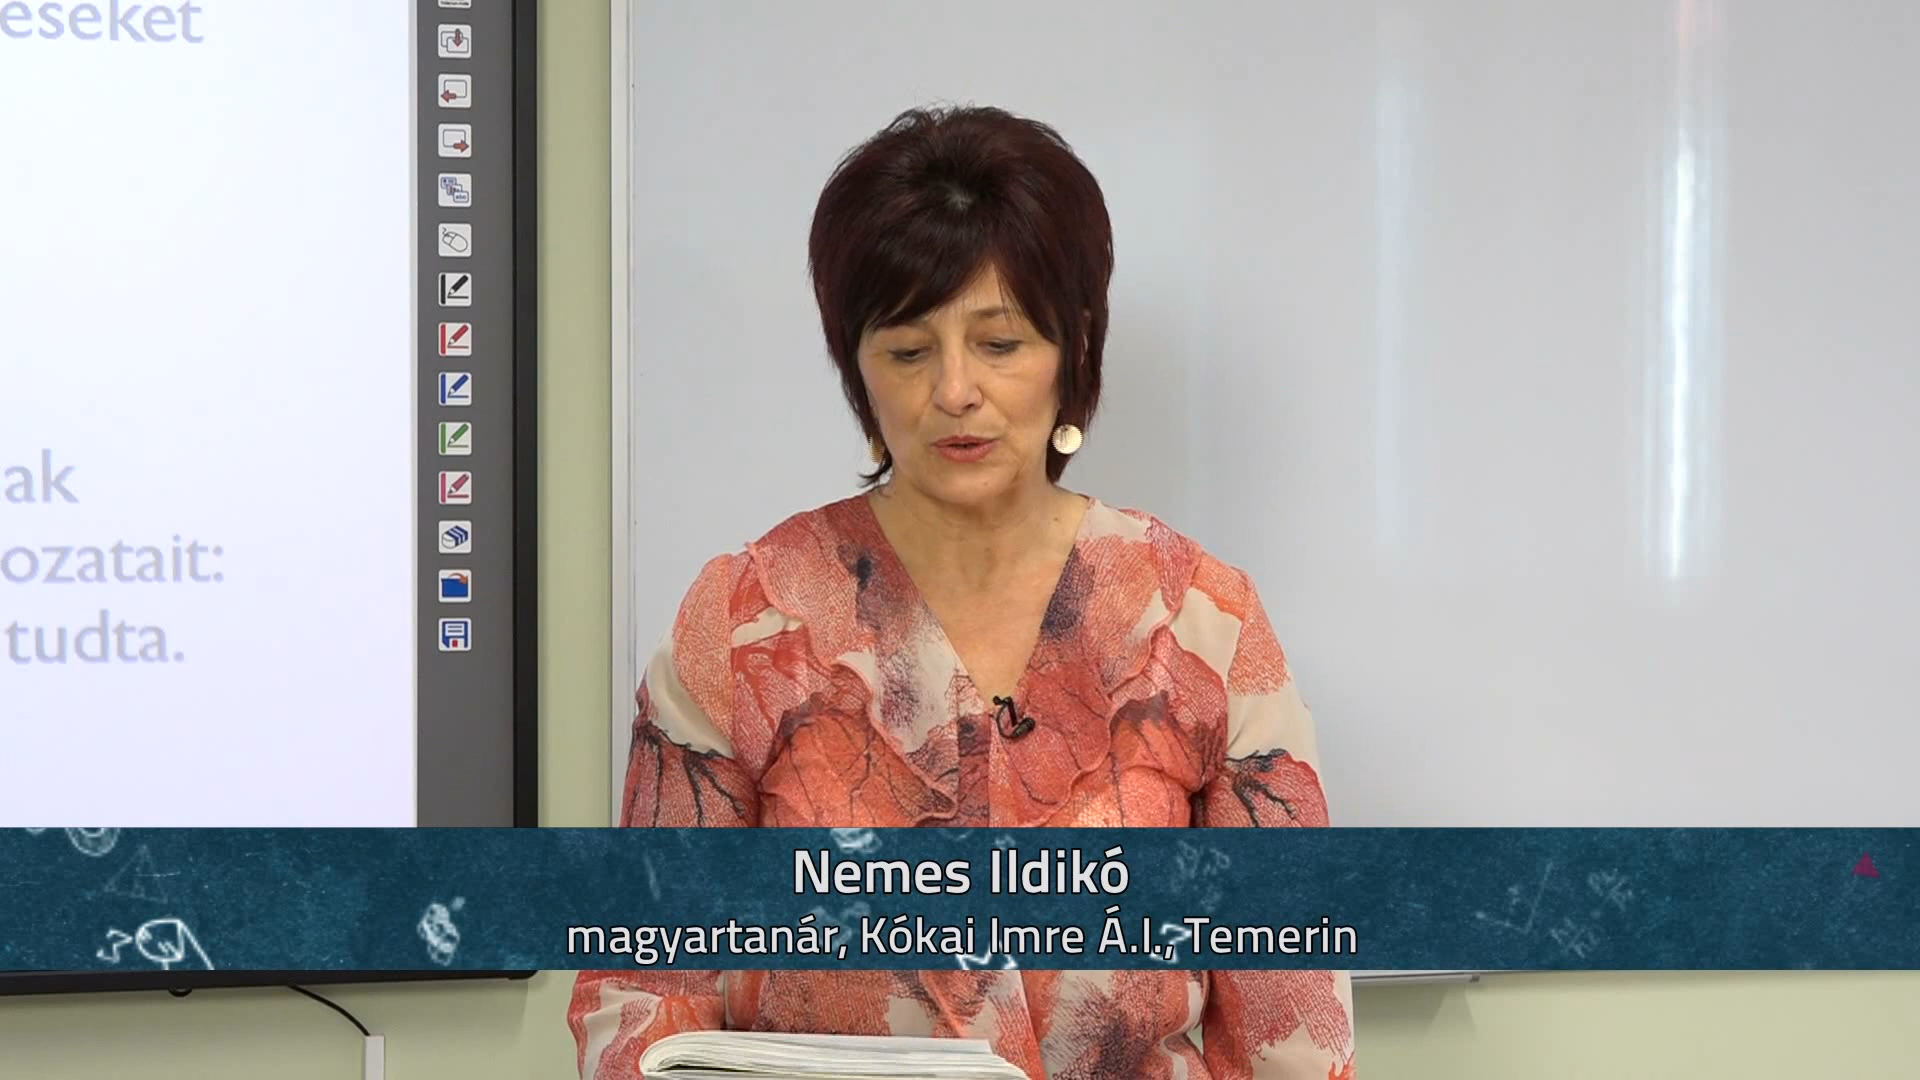 eseket
ak
ozatait:
tudta.
Nemes Ildikó
magyartanár, Kókai Imre Á.I., Temerin